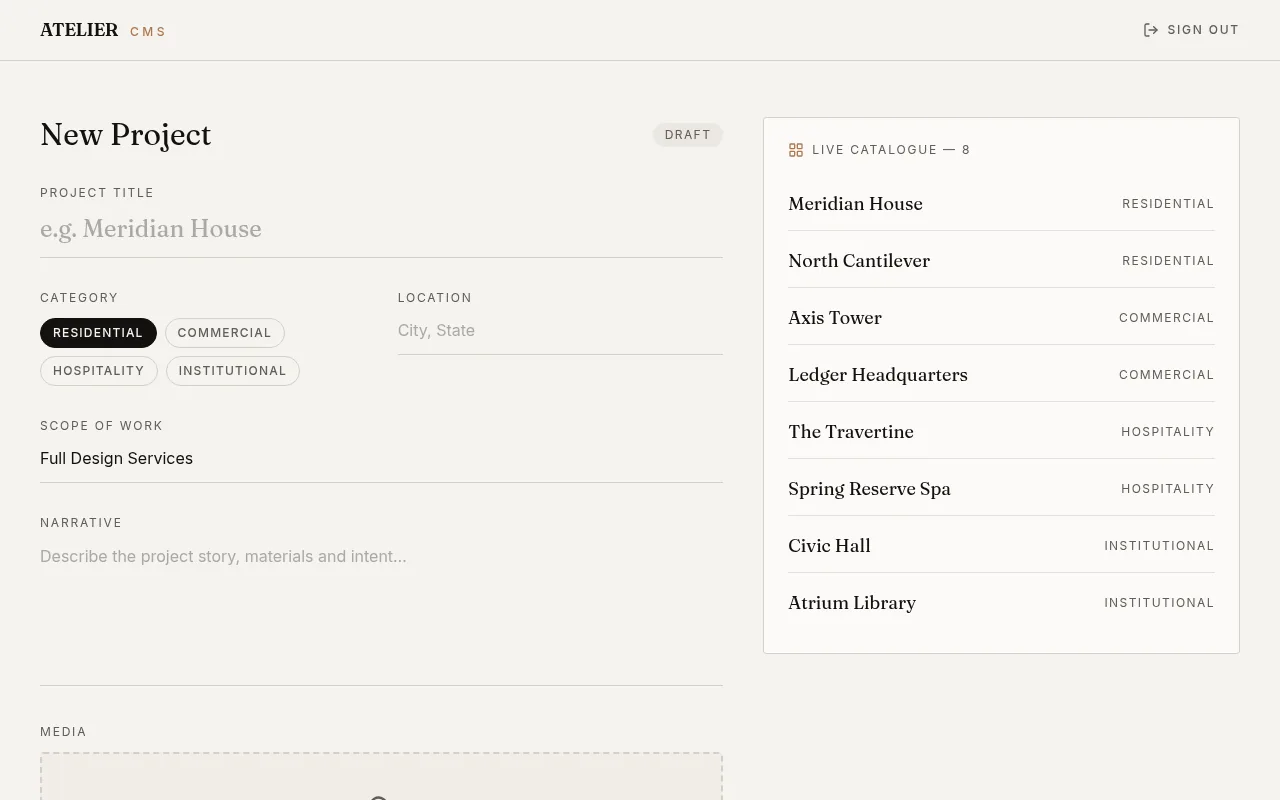 ATELIER CMS
SIGN OUT
New Project
DRAFT
PROJECT TITLE
e.g. Meridian House
CATEGORY
RESIDENTIAL
COMMERCIAL
HOSPITALITY
INSTITUTIONAL
LOCATION
City, State
SCOPE OF WORK
Full Design Services
NARRATIVE
Describe the project story, materials and intent...
MEDIA
LIVE CATALOGUE — 8
Meridian House RESIDENTIAL
North Cantilever RESIDENTIAL
Axis Tower COMMERCIAL
Ledger Headquarters COMMERCIAL
The Travertine HOSPITALITY
Spring Reserve Spa HOSPITALITY
Civic Hall INSTITUTIONAL
Atrium Library INSTITUTIONAL